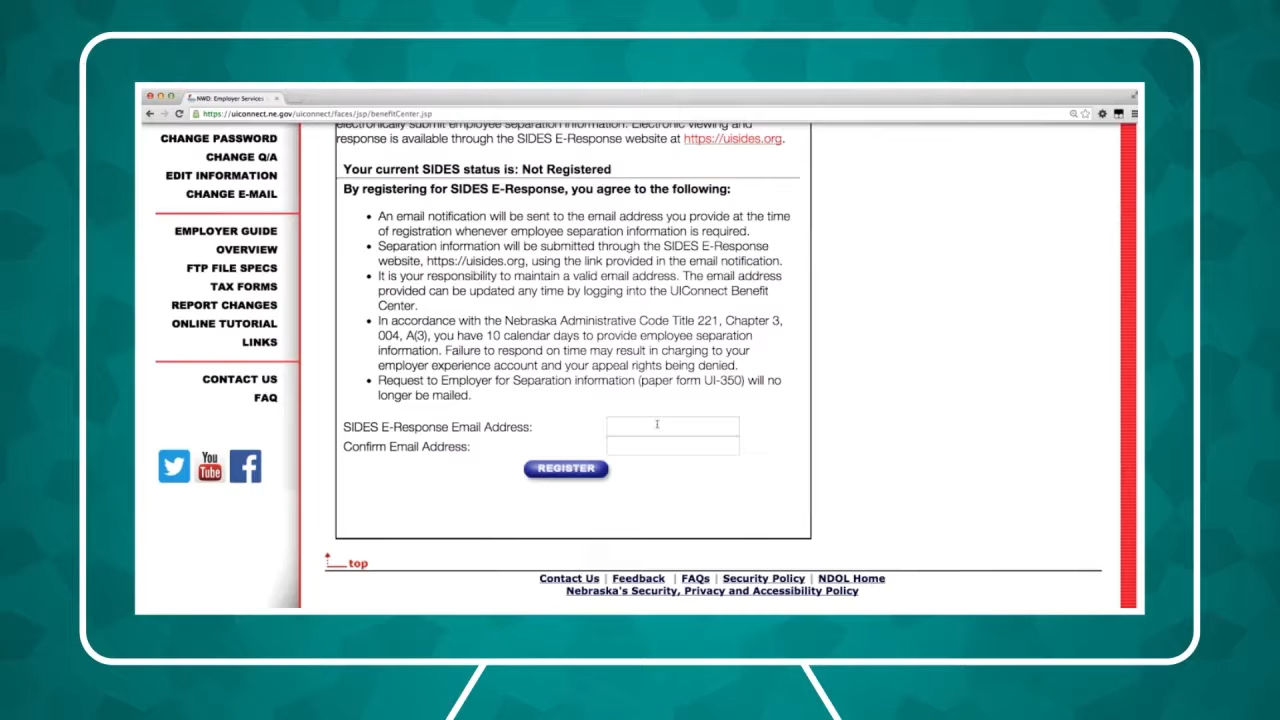 NWD: Employer Services
https://uiconnect.ne.gov/uiconnect/faces/jsp/benefitCenter.jsp
CHANGE PASSWORD
CHANGE Q/A
EDIT INFORMATION
CHANGE E-MAIL
EMPLOYER GUIDE
OVERVIEW
FTP FILE SPECS
TAX FORMS
REPORT CHANGES
ONLINE TUTORIAL
LINKS
CONTACT US
FAQ
You
Tube
electronically submit employee separation information. Electronic viewing and
response is available through the SIDES E-Response website at https://uisides.org.
Your current SIDES status is: Not Registered
By registering for SIDES E-Response, you agree to the following:
• An email notification will be sent to the email address you provide at the time
of registration whenever employee separation information is required.
• Separation information will be submitted through the SIDES E-Response
website, https://uisides.org, using the link provided in the email notification.
• It is your responsibility to maintain a valid email address. The email address
provided can be updated any time by logging into the UIConnect Benefit
Center.
• In accordance with the Nebraska Administrative Code Title 221, Chapter 3,
004, A(3), you have 10 calendar days to provide employee separation
information. Failure to respond on time may result in charging to your
employer experience account and your appeal rights being denied.
• Request to Employer for Separation information (paper form UI-350) will no
longer be mailed.
SIDES E-Response Email Address:
Confirm Email Address:
REGISTER
top
Contact Us | Feedback | FAQs | Security Policy | NDOL Home
Nebraska's Security, Privacy and Accessibility Policy